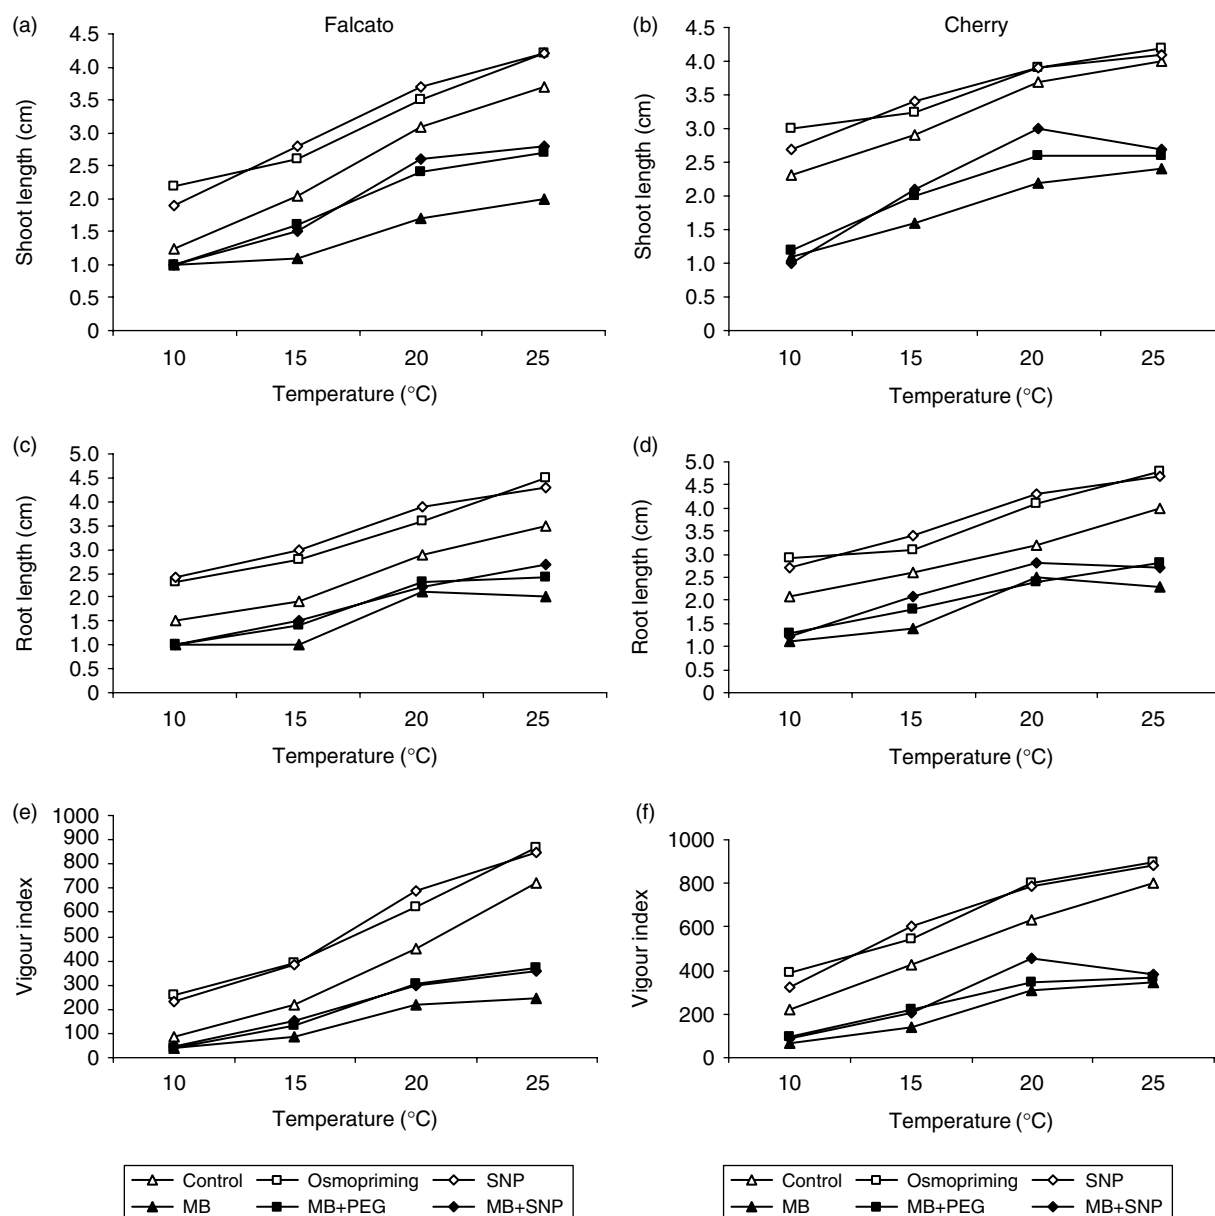 (a)
Falcato
4.5
4.0
3.5
3.0
2.5
2.0
1.5
1.0
0.5
0
Shoot length (cm)
10 15 20 25
Temperature (°C)
(b)
Cherry
4.5
4.0
3.5
3.0
2.5
2.0
1.5
1.0
0.5
0
Shoot length (cm)
10 15 20 25
Temperature (°C)
(c)
5.0
4.5
4.0
3.5
3.0
2.5
2.0
1.5
1.0
0.5
0
Root length (cm)
10 15 20 25
Temperature (°C)
(d)
5.0
4.5
4.0
3.5
3.0
2.5
2.0
1.5
1.0
0.5
0
Root length (cm)
10 15 20 25
Temperature (°C)
(e)
1000
900
800
700
600
500
400
300
200
100
0
Vigour index
10 15 20 25
Temperature (°C)
(f)
1000
800
600
400
200
0
Vigour index
10 15 20 25
Temperature (°C)
Control Osmopriming SNP
MB MB+PEG MB+SNP
Control Osmopriming SNP
MB MB+PEG MB+SNP